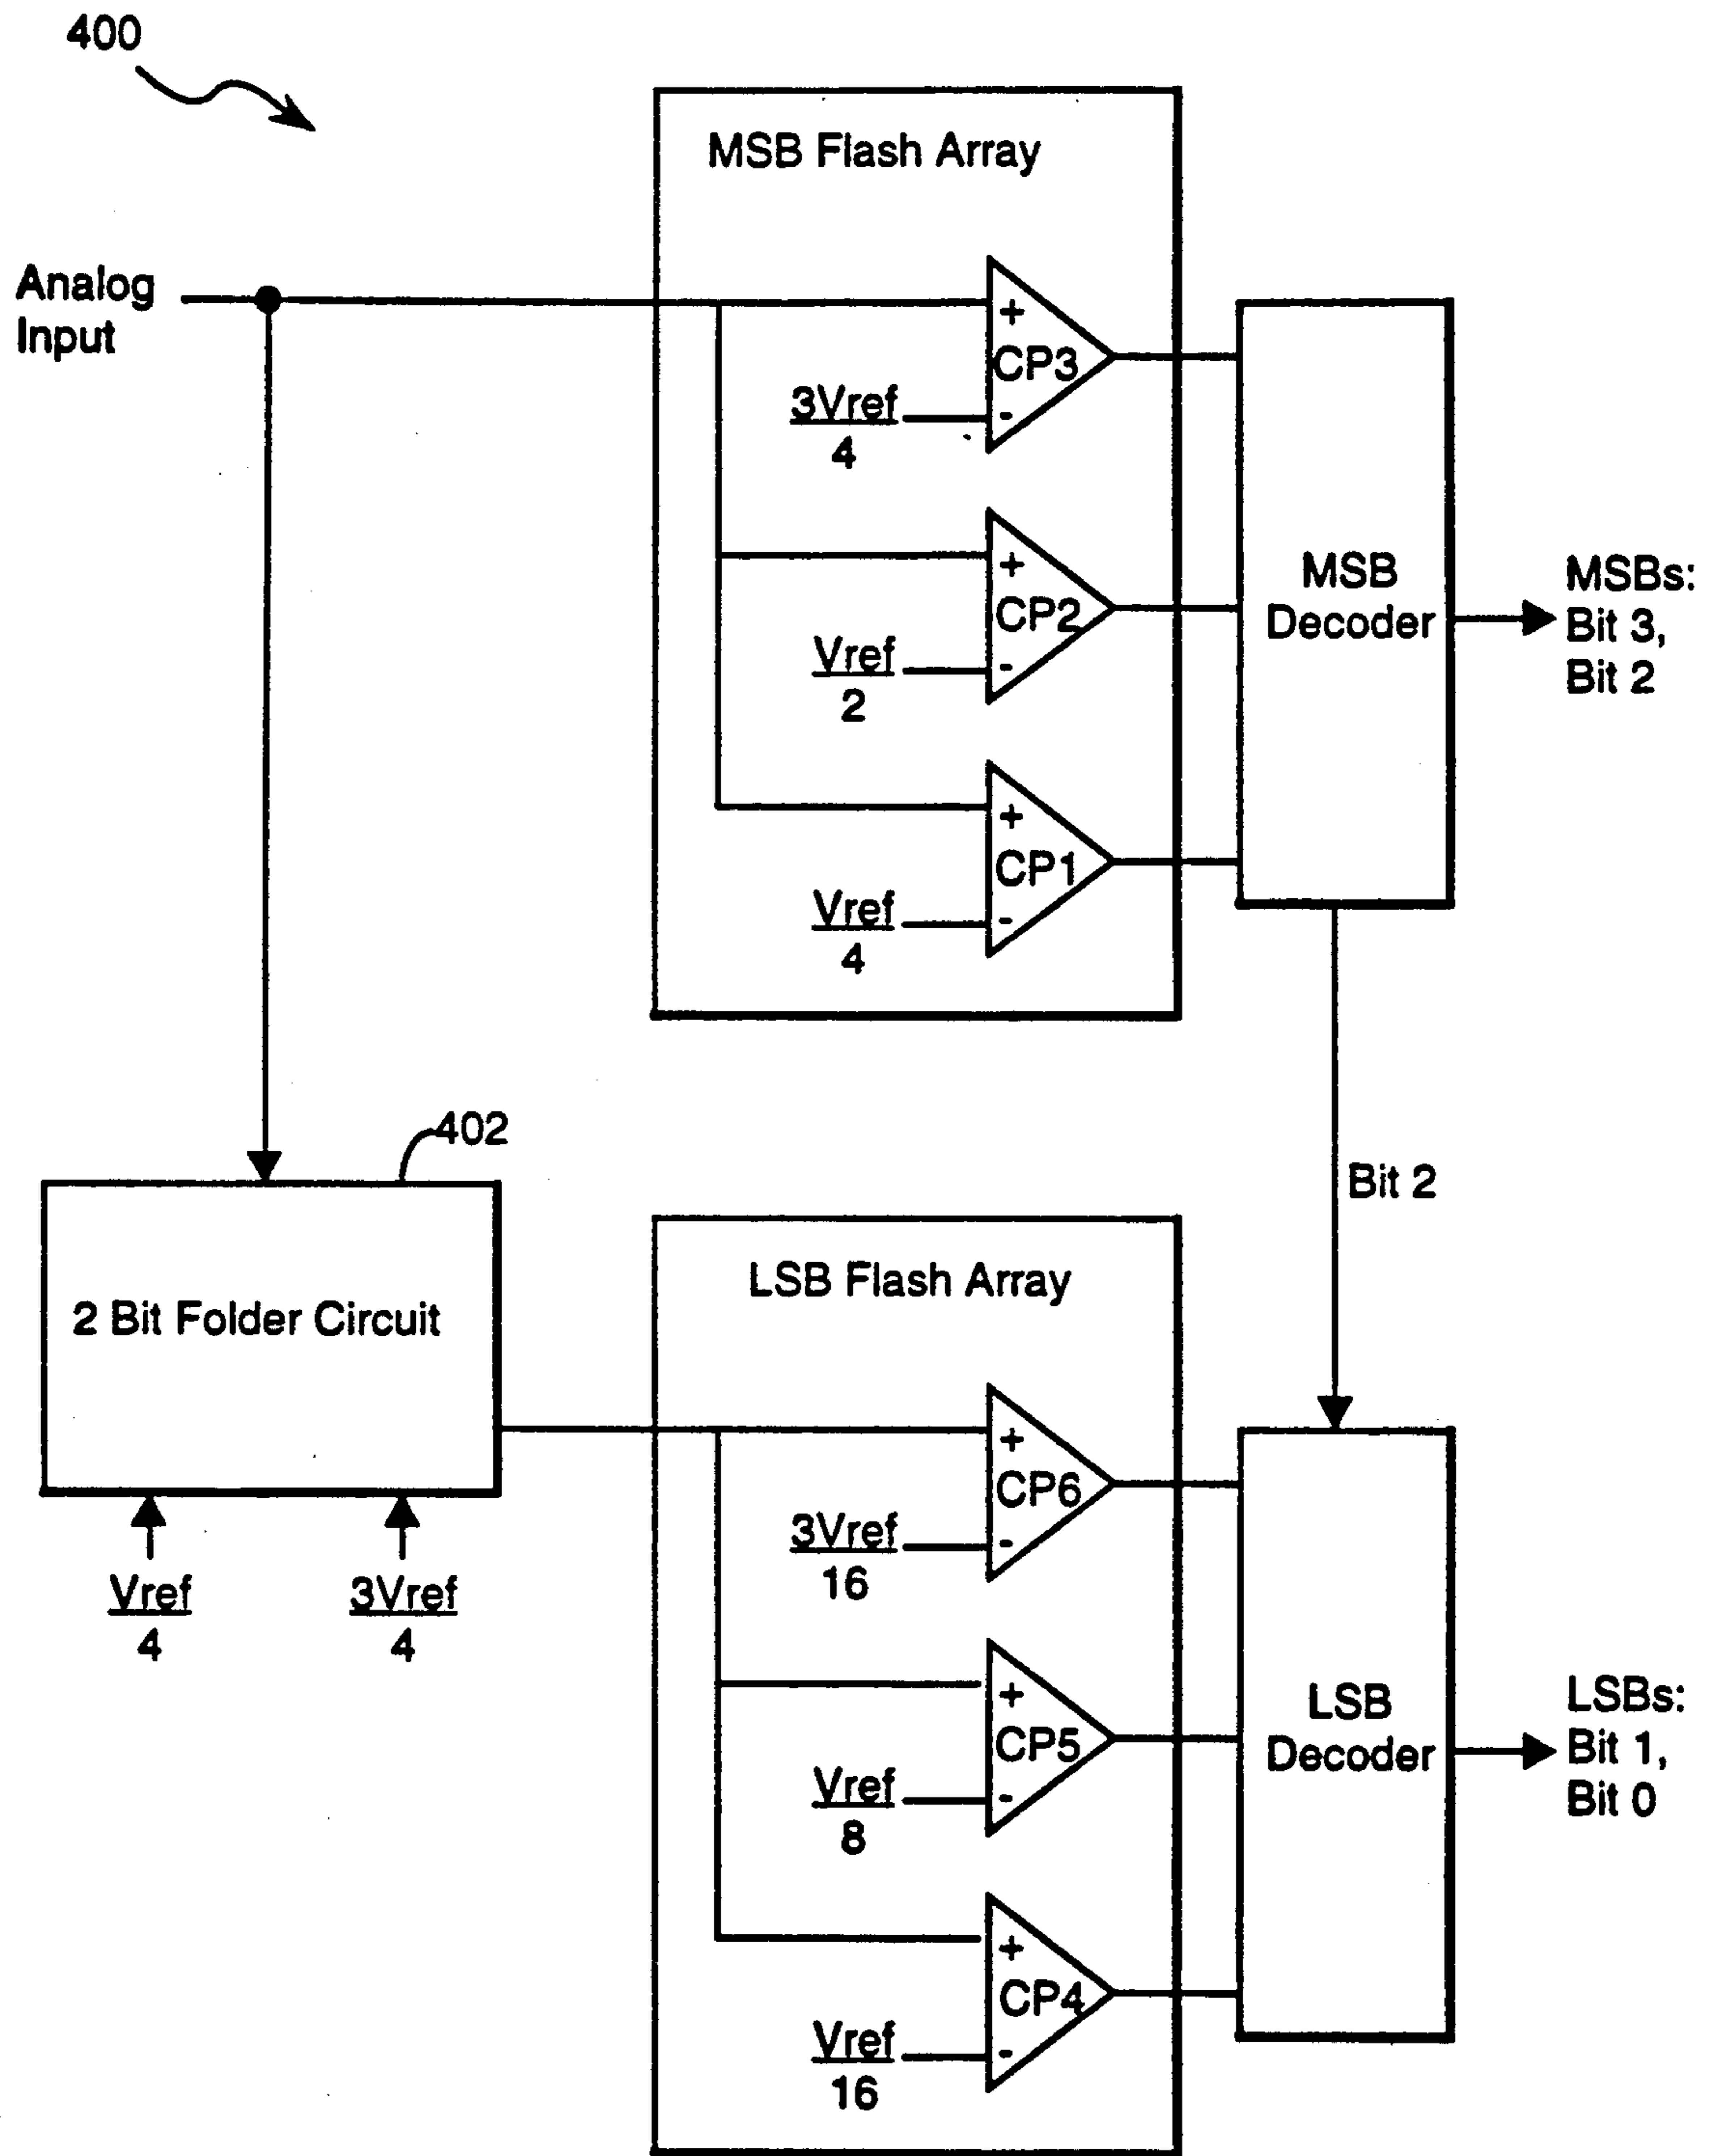 400
MSB Flash Array
Analog
Input
+
CP3
3Vref
4
-
+
CP2
Vref
2
-
+
CP1
Vref
4
-
MSB
Decoder
MSBs:
Bit 3,
Bit 2
Bit 2
402
2 Bit Folder Circuit
Vref
4
3Vref
4
LSB Flash Array
+
CP6
3Vref
16
-
+
CP5
Vref
8
-
+
CP4
Vref
16
-
LSB
Decoder
LSBs:
Bit 1,
Bit 0